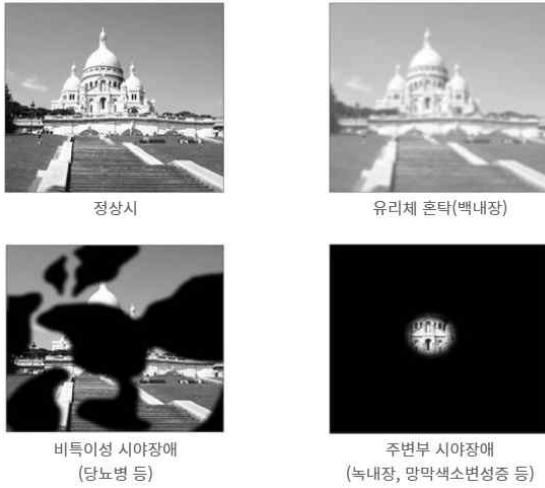 정상시
유리체 혼탁(백내장)
비특이성 시야장애
(당뇨병 등)
주변부 시야장애
(녹내장, 망막색소변성증 등)